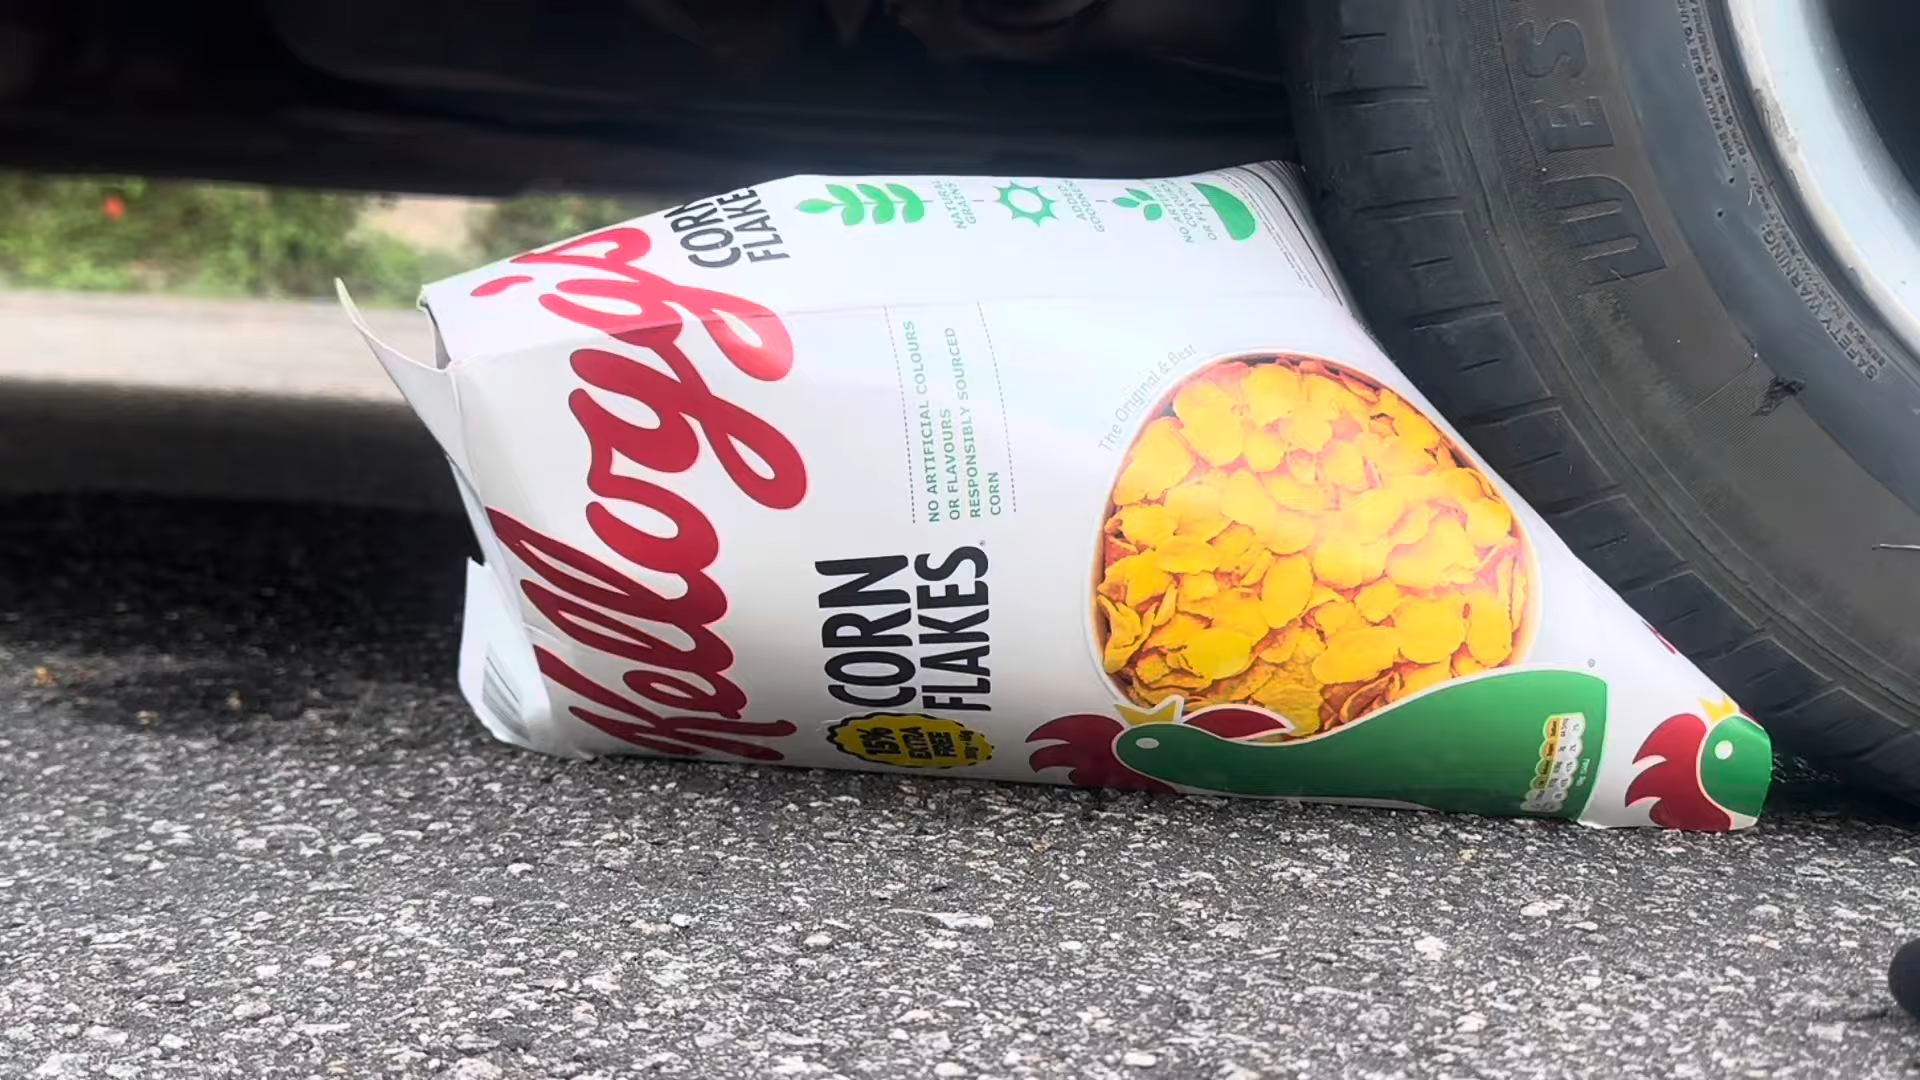 Kellogg's
CORN
FLAKES
NATURAL
GRAINS
ADDED
GOODNESS
NO ARTIFICIAL COLOURS
OR FLAVOURS
RESPONSIBLY SOURCED
CORN
The Original & Best
CORN
FLAKES
15%
EXTRA
FREE
SAFETY WARNING: